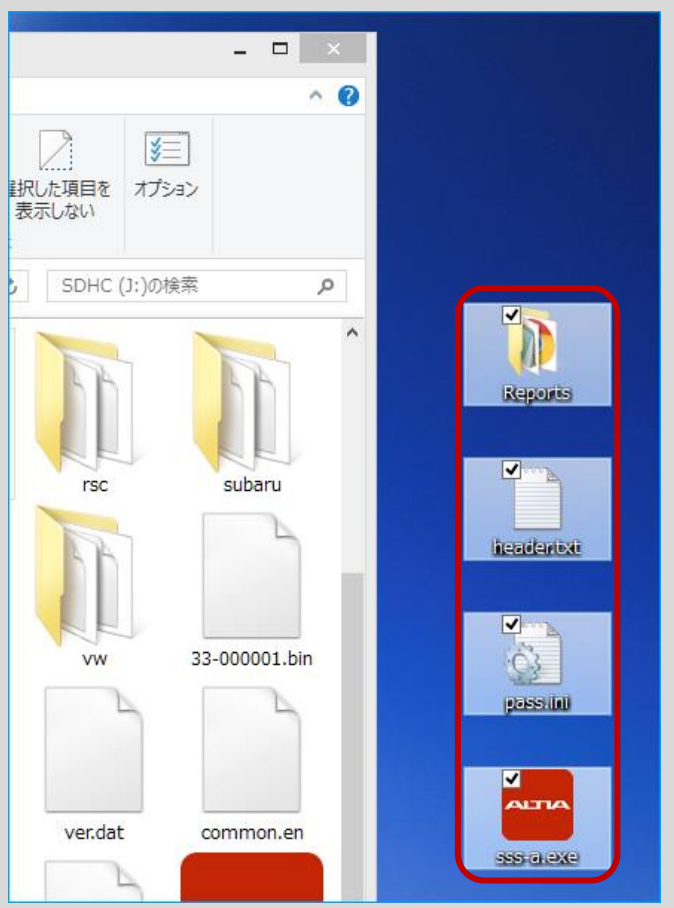 択した項目を
表示しない
オプション
SDHC (J:)の検索
rsc
subaru
vw
33-000001.bin
ver.dat
common.en
Reports
header.txt
pass.ini
ALTIA
sss-a.exe